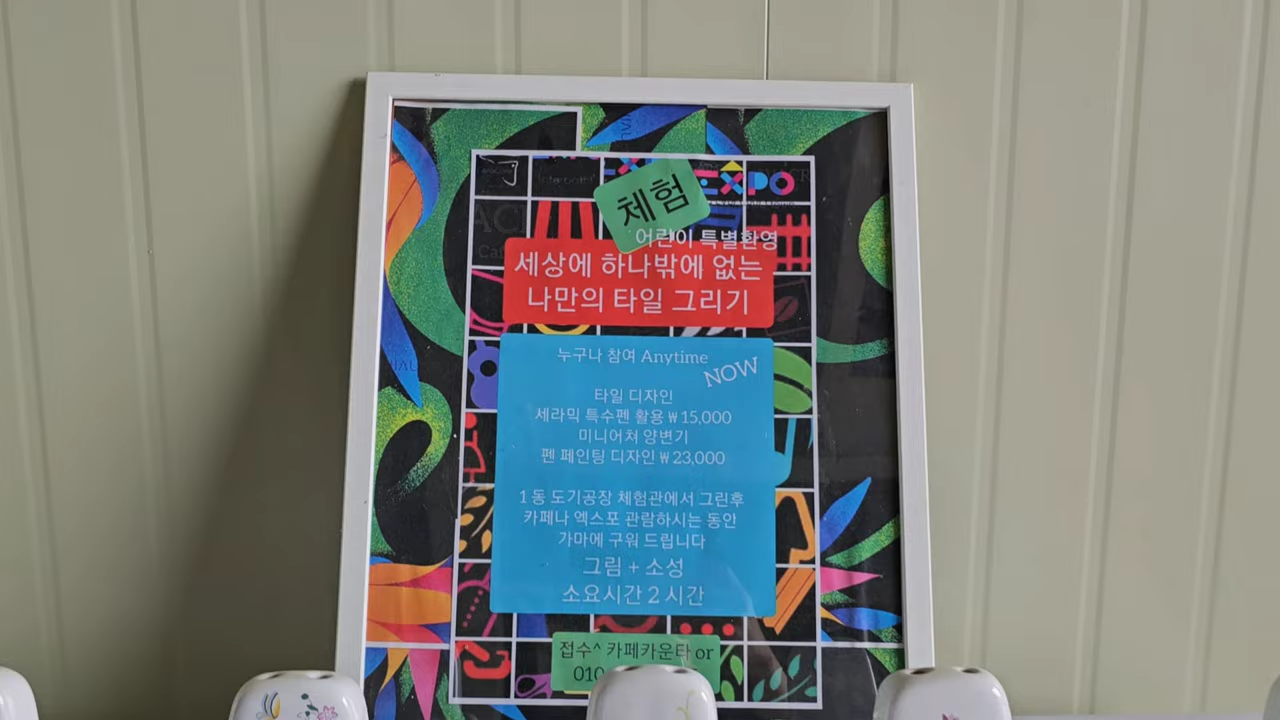 EXPO
체험
어린이 특별환영
세상에 하나밖에 없는
나만의 타일 그리기
누구나 참여 Anytime
NOW
타일 디자인
세라믹 특수펜 활용 ₩ 15,000
미니어쳐 양변기
펜 페인팅 디자인 ₩ 23,000
1 동 도기공장 체험관에서 그린후
카페나 엑스포 관람하시는 동안
가마에 구워 드립니다
그림 + 소성
소요시간 2 시간
접수^ 카페카운타 or
010